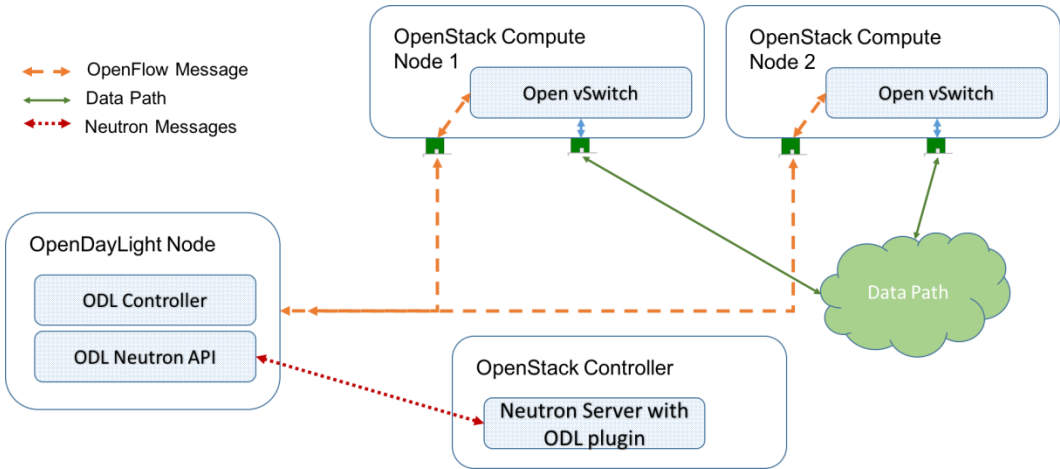 OpenFlow Message
Data Path
Neutron Messages
OpenStack Compute
Node 1
Open vSwitch
OpenStack Compute
Node 2
Open vSwitch
OpenDayLight Node
ODL Controller
ODL Neutron API
Data Path
OpenStack Controller
Neutron Server with
ODL plugin